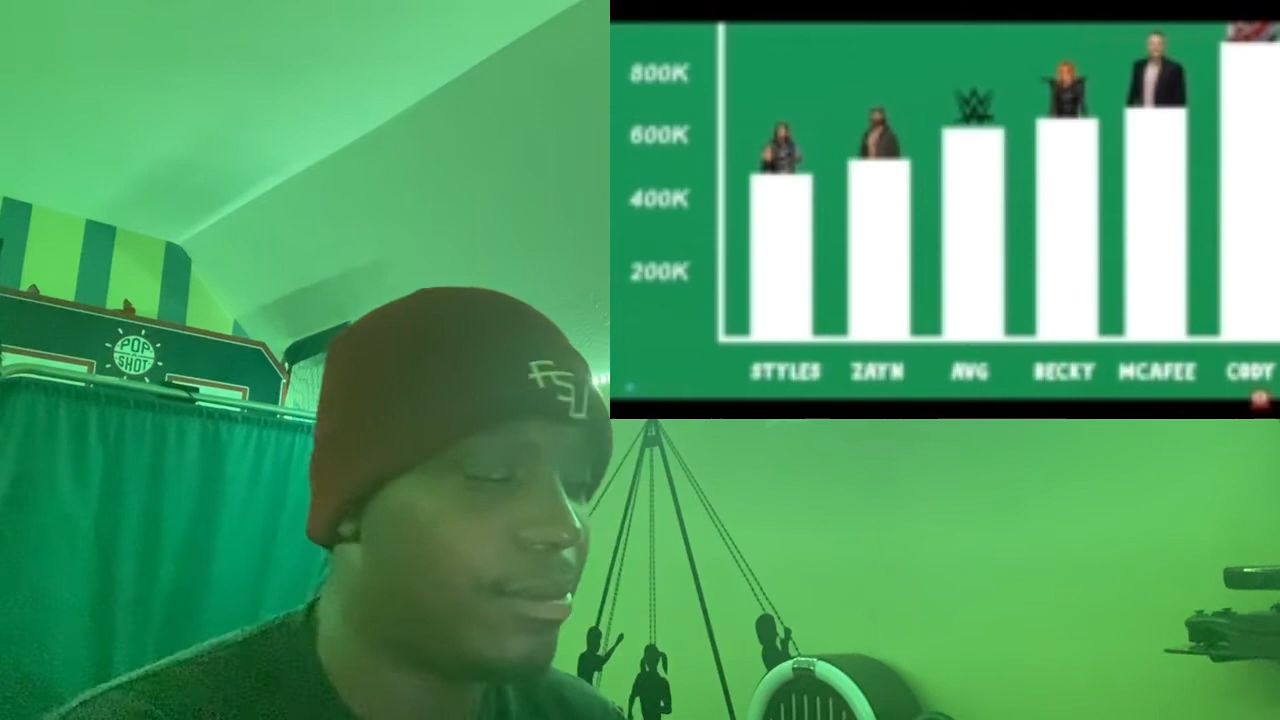 800K
600K
400K
200K
STYLES ZAYN AVG BECKY MCAFEE CODY
POP
A
SHOT
FSU